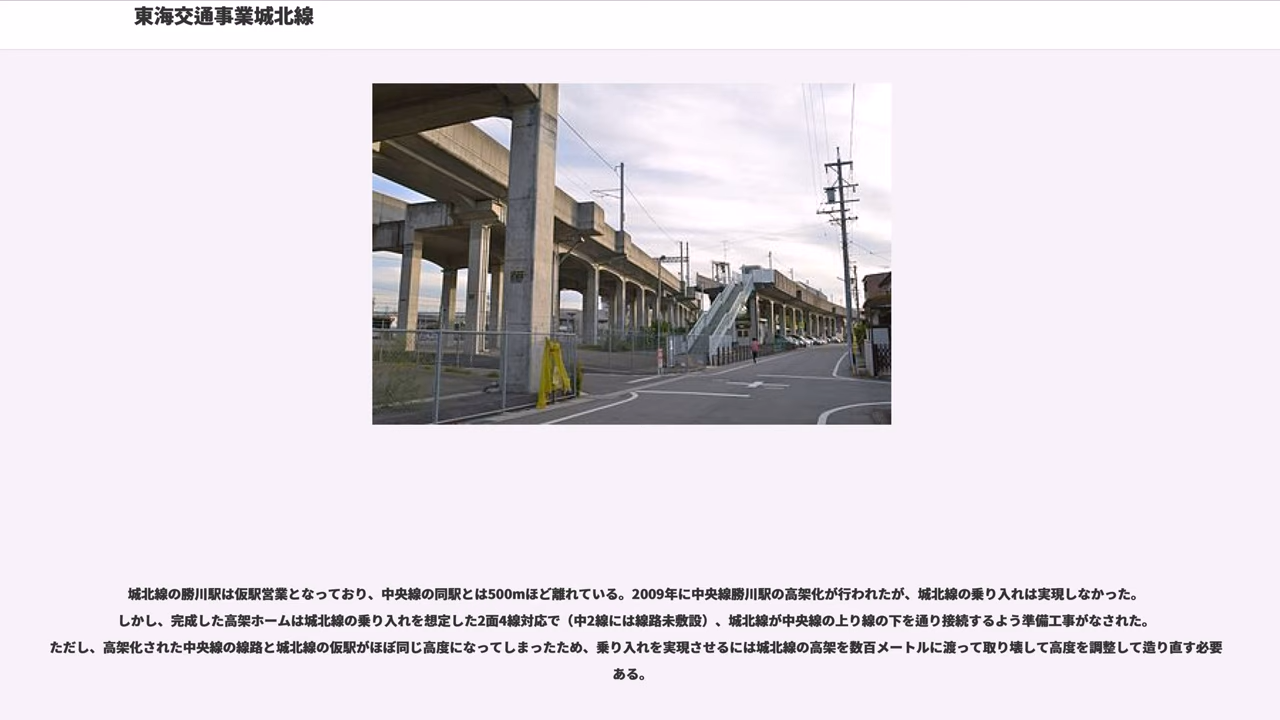 東海交通事業城北線
城北線の勝川駅は仮駅営業となっており、中央線の同駅とは500mほど離れている。2009年に中央線勝川駅の高架化が行われたが、城北線の乗り入れは実現しなかった。
しかし、完成した高架ホームは城北線の乗り入れを想定した2面4線対応で（中2線には線路未敷設）、城北線が中央線の上り線の下を通り接続するよう準備工事がなされた。
ただし、高架化された中央線の線路と城北線の仮駅がほぼ同じ高度になってしまったため、乗り入れを実現させるには城北線の高架を数百メートルに渡って取り壊して高度を調整して造り直す必要
ある。